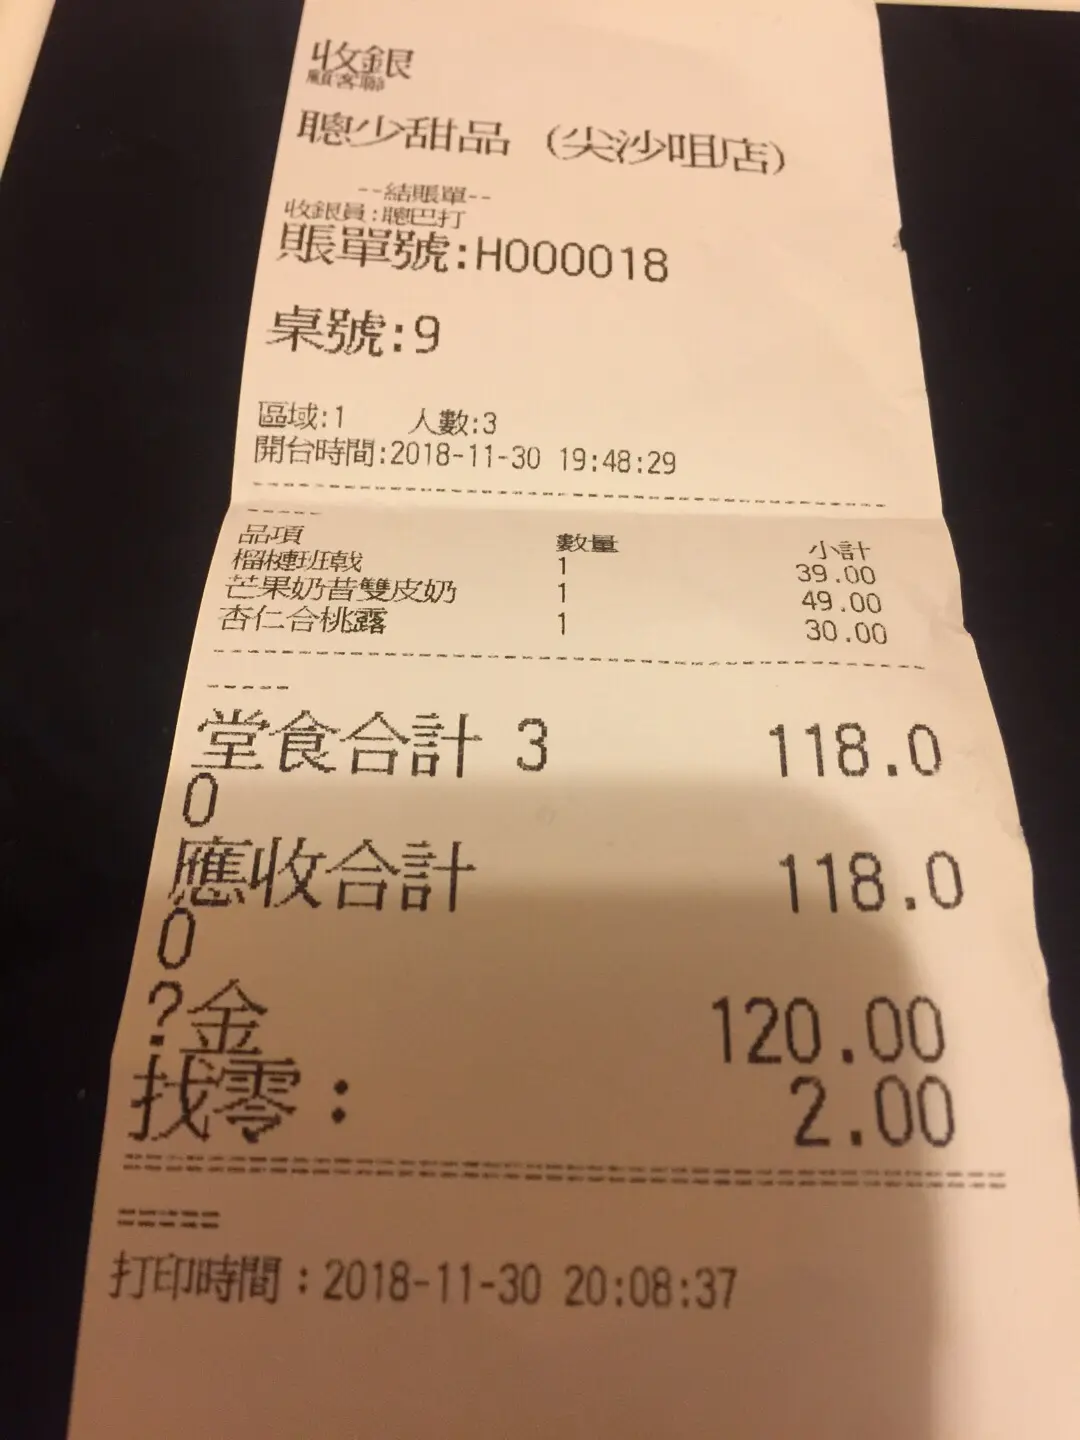 收銀
顧客聯
聰少甜品 (尖沙咀店)
--結賬單--
收銀員:聰巴打
賬單號:H000018
桌號:9
區域:1 人數:3
開台時間:2018-11-30 19:48:29
品項 數量 小計
榴槤班戟 1 39.00
芒果奶昔雙皮奶 1 49.00
杏仁合桃露 1 30.00
堂食合計 3 118.0
0
應收合計 118.0
0
?金 120.00
找零: 2.00
打印時間:2018-11-30 20:08:37